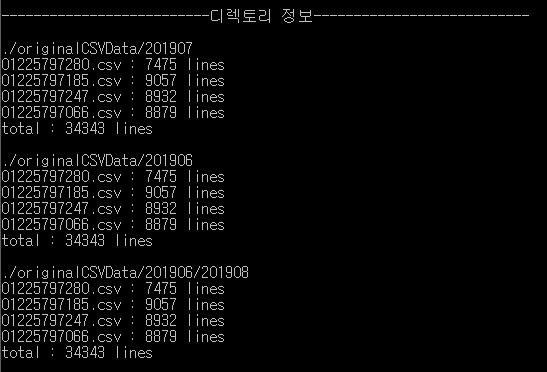 --------------------------디렉토리 정보--------------------------
./originalCSVData/201907
01225797280.csv : 7475 lines
01225797185.csv : 9057 lines
01225797247.csv : 8932 lines
01225797066.csv : 8879 lines
total : 34343 lines
./originalCSVData/201906
01225797280.csv : 7475 lines
01225797185.csv : 9057 lines
01225797247.csv : 8932 lines
01225797066.csv : 8879 lines
total : 34343 lines
./originalCSVData/201906/201908
01225797280.csv : 7475 lines
01225797185.csv : 9057 lines
01225797247.csv : 8932 lines
01225797066.csv : 8879 lines
total : 34343 lines